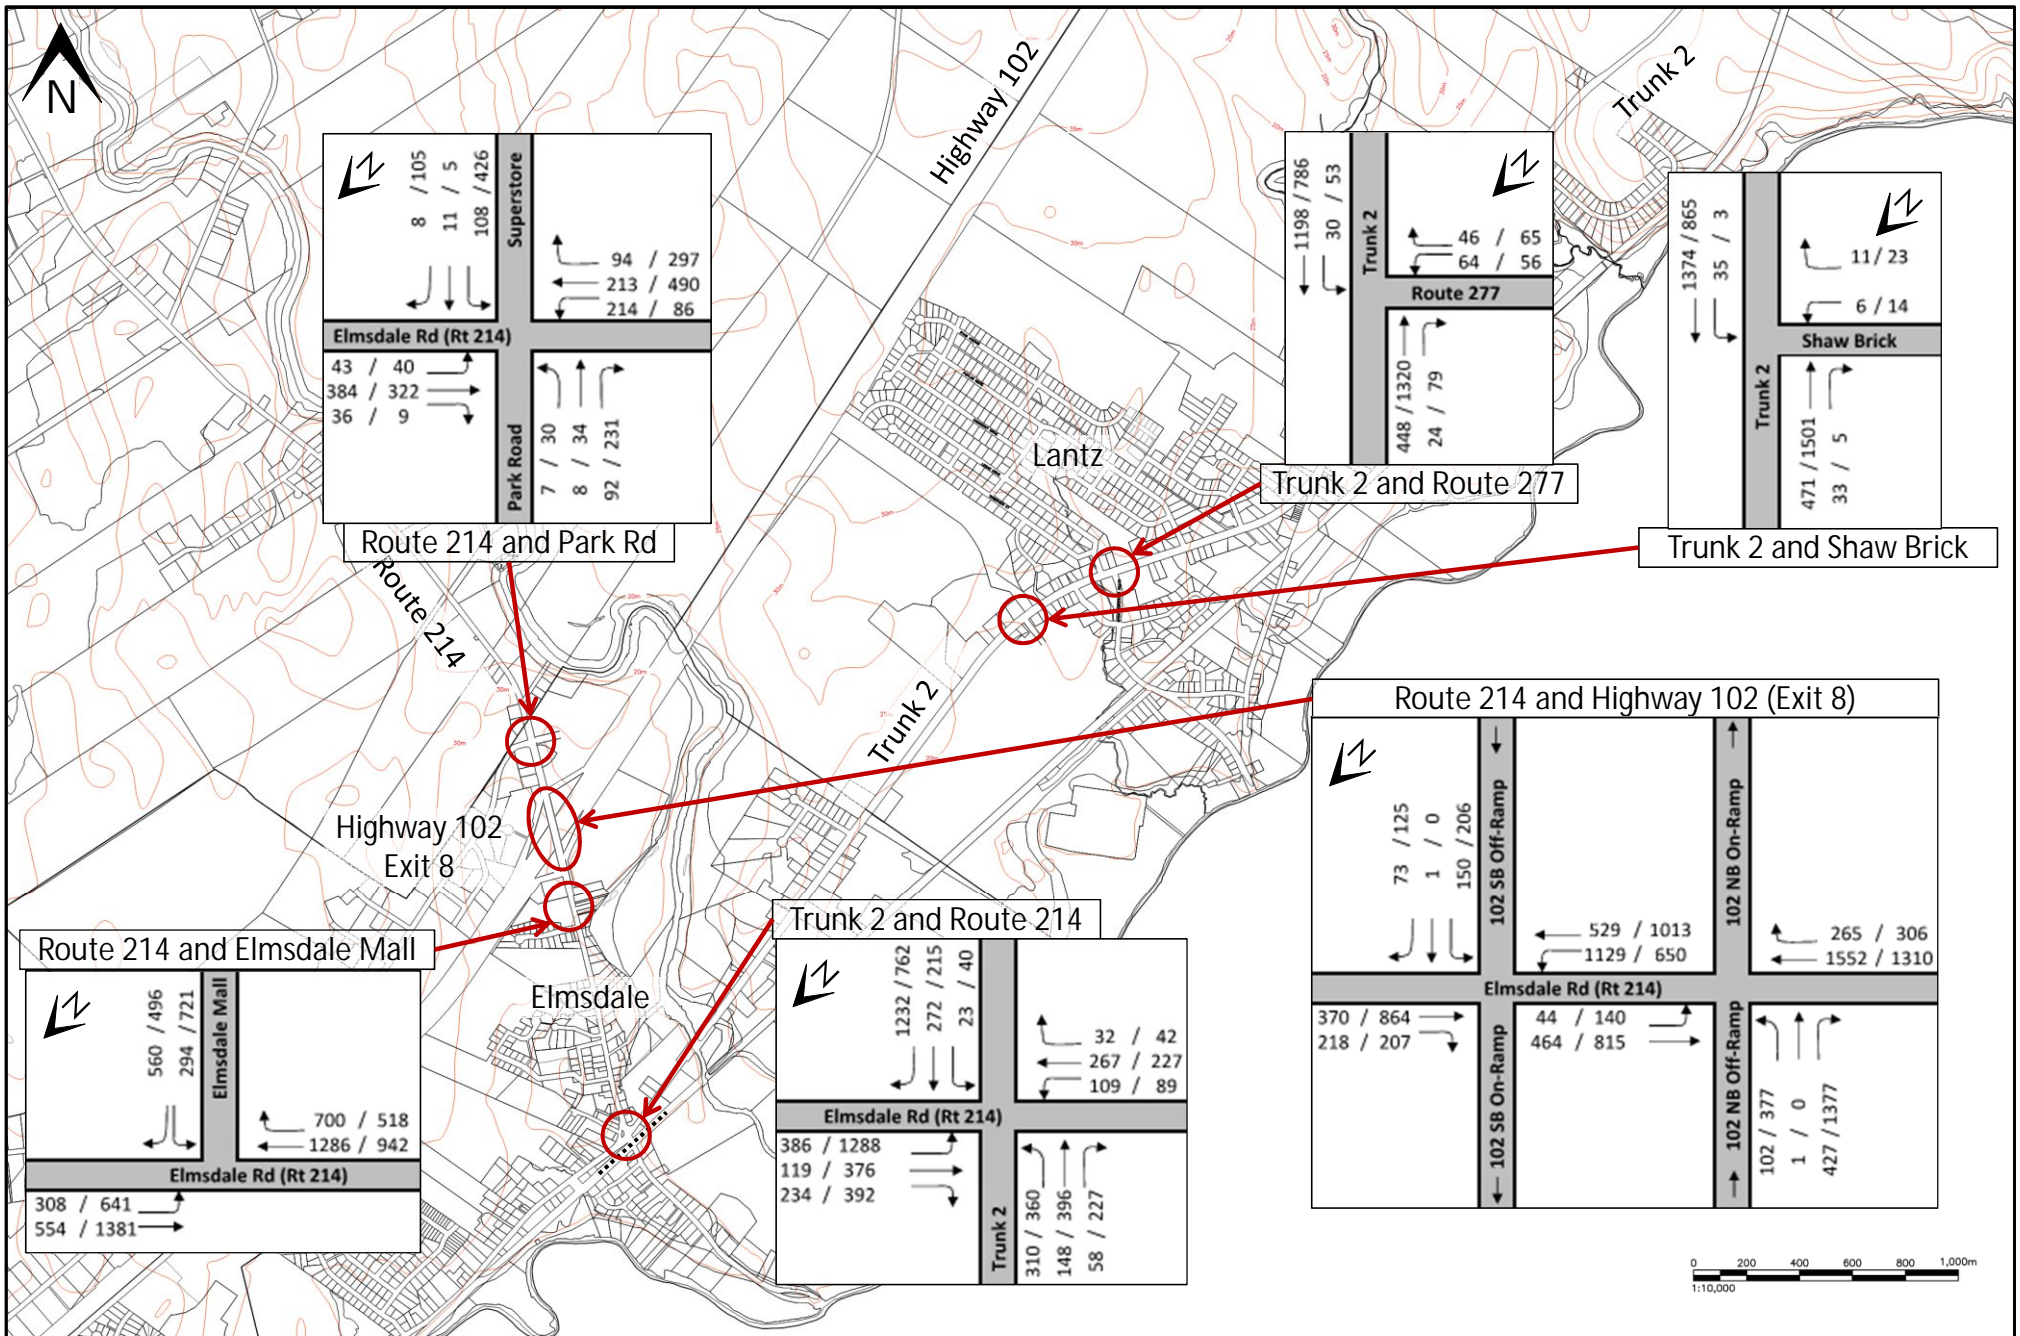 N
Highway 102
Trunk 2
N
8 / 105
11 / 5
108 / 426
Superstore
94 / 297
213 / 490
214 / 86
Elmsdale Rd (Rt 214)
43 / 40
384 / 322
36 / 9
Park Road
7 / 30
8 / 34
92 / 231
Route 214 and Park Rd
N
1198 / 786
30 / 53
Trunk 2
46 / 65
64 / 56
Route 277
448 / 1320
24 / 79
Trunk 2 and Route 277
N
1374 / 865
35 / 3
11 / 23
6 / 14
Shaw Brick
Trunk 2
471 / 1501
33 / 5
Trunk 2 and Shaw Brick
Lantz
Route 214
Trunk 2
Highway 102
Exit 8
Elmsdale
Route 214 and Highway 102 (Exit 8)
N
73 / 125
1 / 0
150 / 206
102 SB Off-Ramp
529 / 1013
1129 / 650
102 NB On-Ramp
265 / 306
1552 / 1310
Elmsdale Rd (Rt 214)
370 / 864
218 / 207
102 SB On-Ramp
44 / 140
464 / 815
102 NB Off-Ramp
102 / 377
1 / 0
427 / 1377
Route 214 and Elmsdale Mall
N
560 / 496
294 / 721
Elmsdale Mall
700 / 518
1286 / 942
Elmsdale Rd (Rt 214)
308 / 641
554 / 1381
Trunk 2 and Route 214
N
1232 / 762
272 / 215
23 / 40
32 / 42
267 / 227
109 / 89
Elmsdale Rd (Rt 214)
386 / 1288
119 / 376
234 / 392
Trunk 2
310 / 360
148 / 396
58 / 227
0 200 400 600 800 1,000m
1:10,000
35m
30m
30m
30m
20m
20m
30m
30m
25m